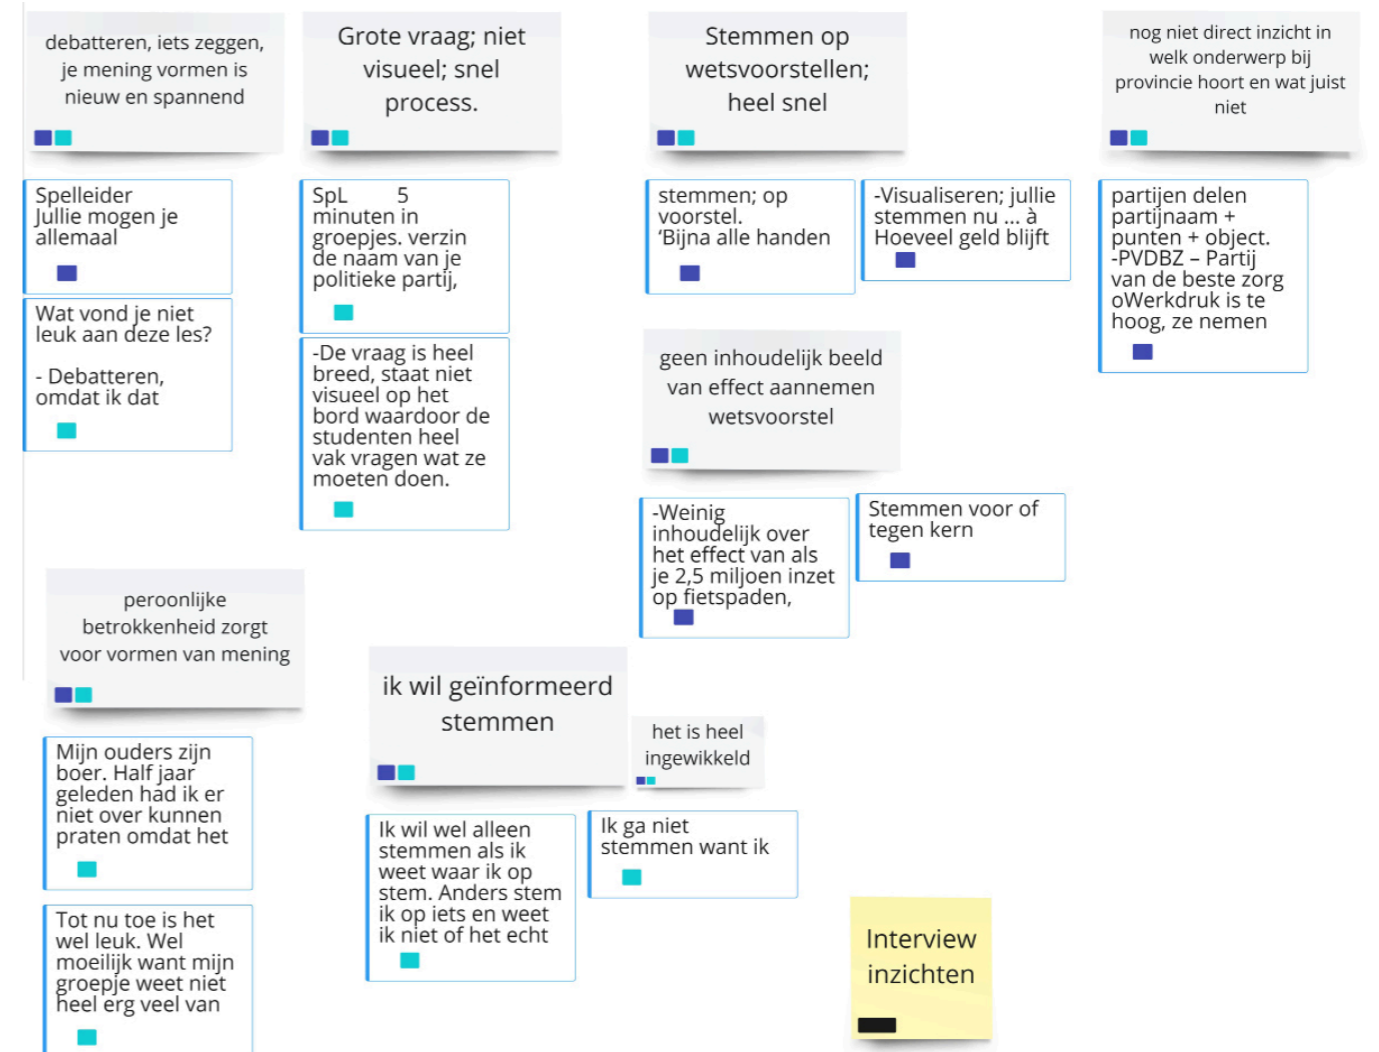 debatteren, iets zeggen,
je mening vormen is
nieuw en spannend
Spelleider
Jullie mogen je
allemaal
Wat vond je niet
leuk aan deze les?
- Debatteren,
omdat ik dat
Grote vraag; niet
visueel; snel
process.
SpL 5
minuten in
groepjes. verzin
de naam van je
politieke partij,
-De vraag is heel
breed, staat niet
visueel op het
bord waardoor de
studenten heel
vak vragen wat ze
moeten doen.
Stemmen op
wetsvoorstellen;
heel snel
stemmen; op
voorstel.
‘Bijna alle handen
-Visualiseren; jullie
stemmen nu ... à
Hoeveel geld blijft
geen inhoudelijk beeld
van effect aannemen
wetsvoorstel
-Weinig
inhoudelijk over
het effect van als
je 2,5 miljoen inzet
op fietspaden,
Stemmen voor of
tegen kern
nog niet direct inzicht in
welk onderwerp bij
provincie hoort en wat juist
niet
partijen delen
partijnaam +
punten + object.
-PVDBZ – Partij
van de beste zorg
oWerkdruk is te
hoog, ze nemen
peroonlijke
betrokkenheid zorgt
voor vormen van mening
Mijn ouders zijn
boer. Half jaar
geleden had ik er
niet over kunnen
praten omdat het
Tot nu toe is het
wel leuk. Wel
moeilijk want mijn
groepje weet niet
heel erg veel van
ik wil geïnformeerd
stemmen
Ik wil wel alleen
stemmen als ik
weet waar ik op
stem. Anders stem
ik op iets en weet
ik niet of het echt
het is heel
ingewikkeld
Ik ga niet
stemmen want ik
Interview
inzichten